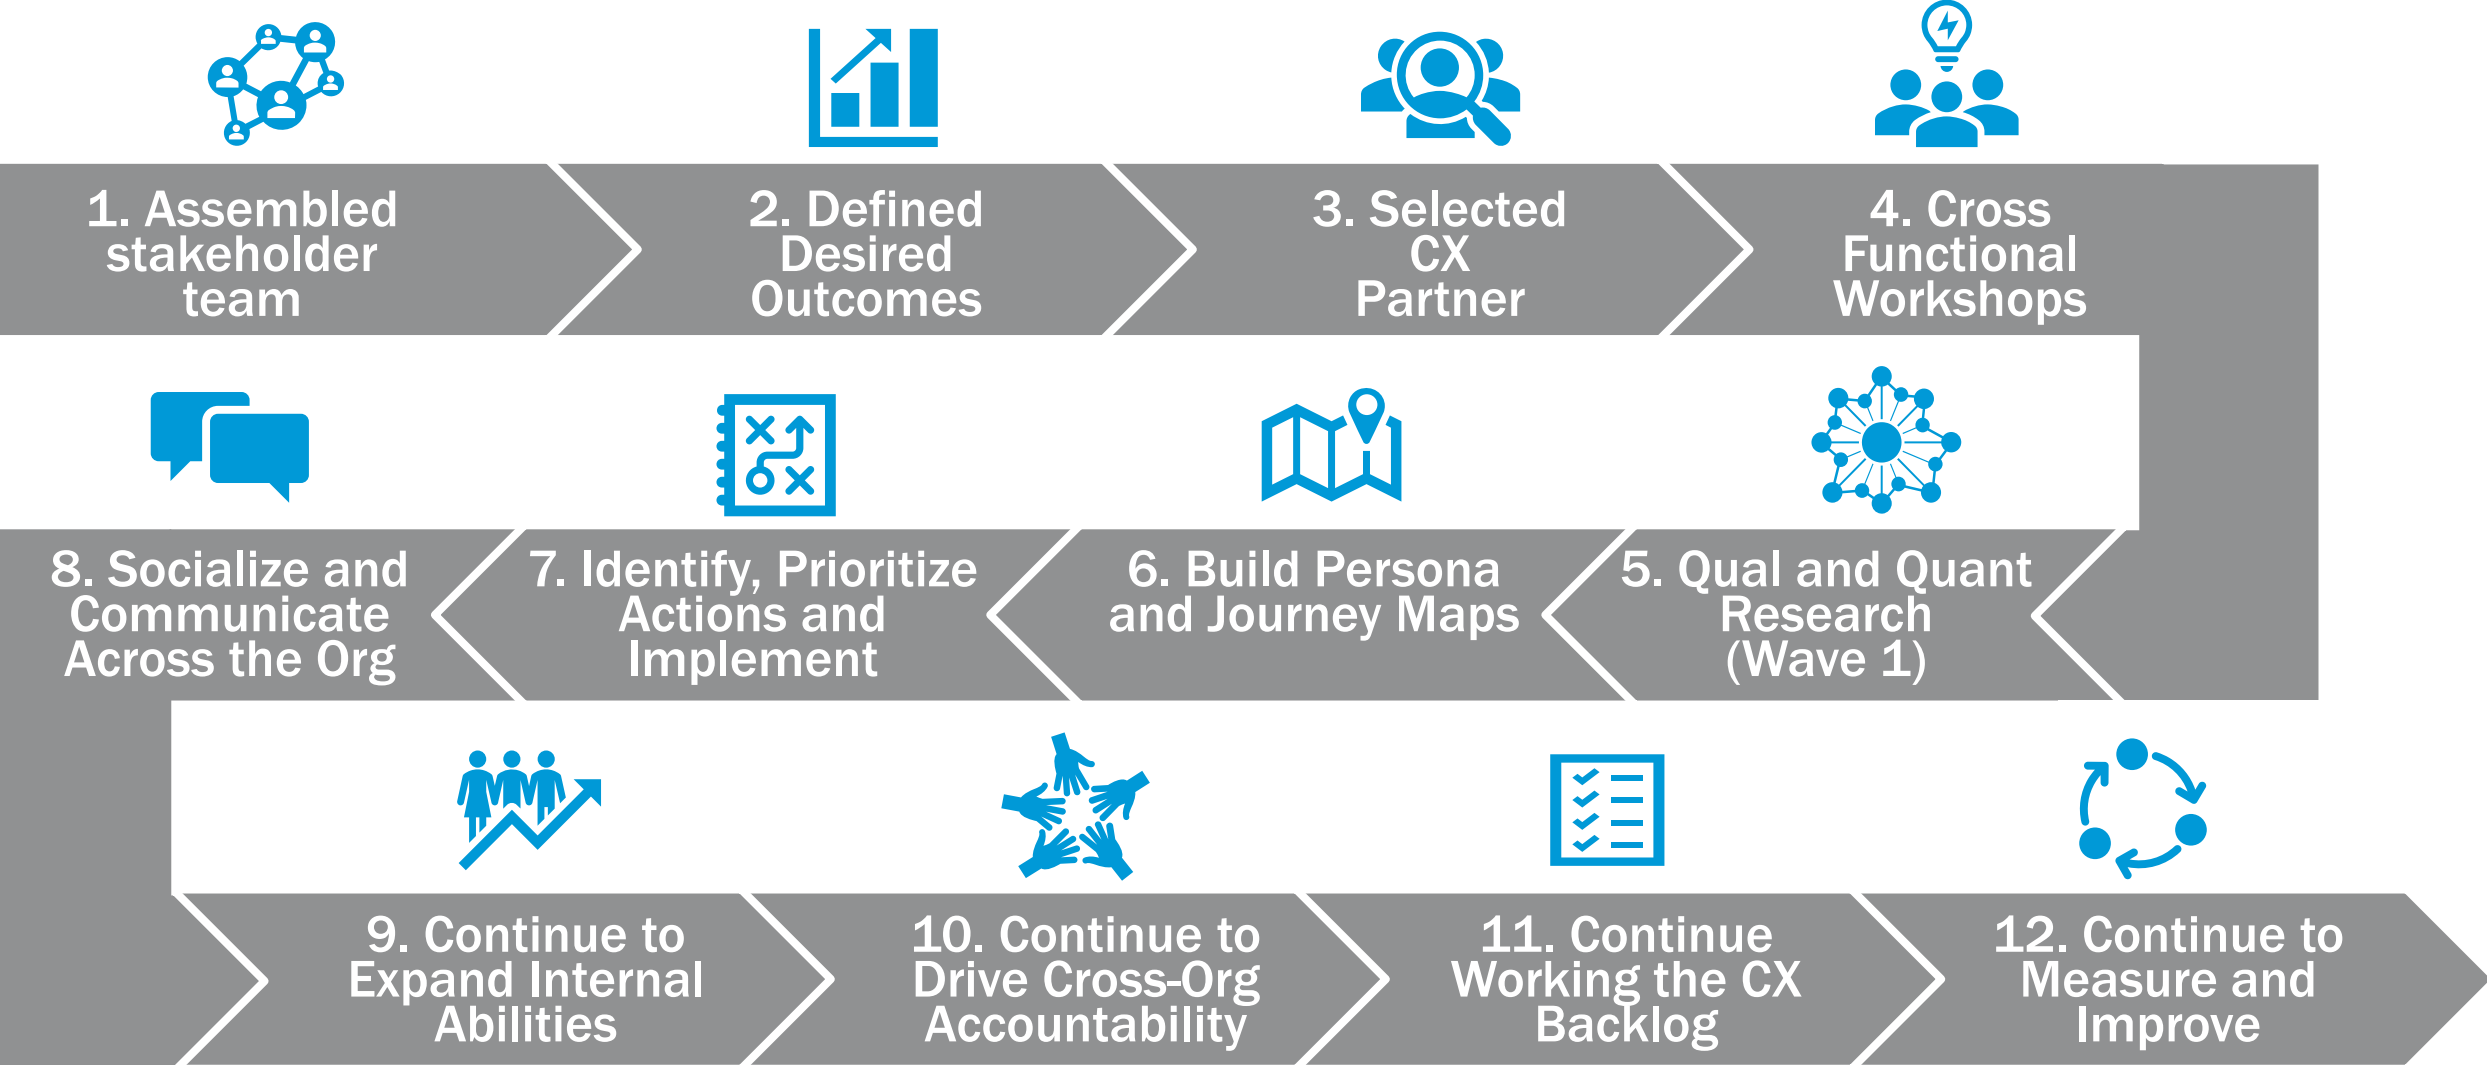 1. Assembled
stakeholder
team
2. Defined
Desired
Outcomes
3. Selected
CX
Partner
4. Cross
Functional
Workshops
5. Qual and Quant
Research
(Wave 1)
6. Build Persona
and Journey Maps
7. Identify, Prioritize
Actions and
Implement
8. Socialize and
Communicate
Across the Org
9. Continue to
Expand Internal
Abilities
10. Continue to
Drive Cross-Org
Accountability
11. Continue
Working the CX
Backlog
12. Continue to
Measure and
Improve